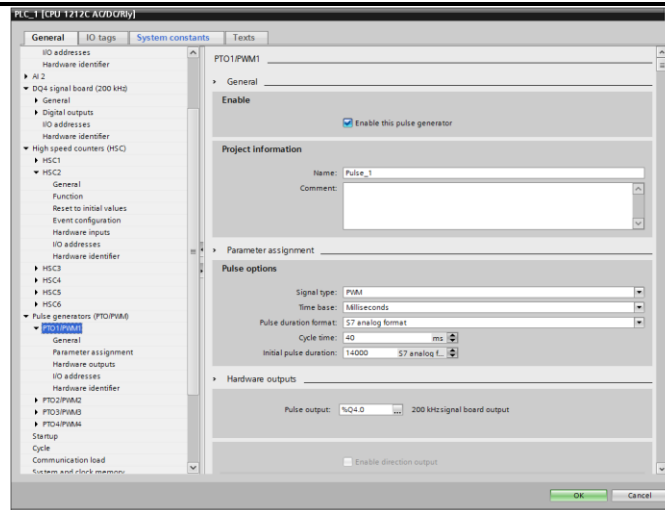 PLC_1 [CPU 1212C AC/DC/Rly]
General IO tags System constants Texts
I/O addresses
Hardware identifier
AI 2
DQ4 signal board (200 kHz)
General
Digital outputs
I/O addresses
Hardware identifier
High speed counters (HSC)
HSC1
HSC2
General
Function
Reset to initial values
Event configuration
Hardware inputs
I/O addresses
Hardware identifier
HSC3
HSC4
HSC5
HSC6
Pulse generators (PTO/PWM)
PTO1/PWM1
General
Parameter assignment
Hardware outputs
I/O addresses
Hardware identifier
PTO2/PWM2
PTO3/PWM3
PTO4/PWM4
Startup
Cycle
Communication load
System and clock memory
PTO1/PWM1
General
Enable
Enable this pulse generator
Project information
Name: Pulse_1
Comment:
Parameter assignment
Pulse options
Signal type: PWM
Time base: Milliseconds
Pulse duration format: S7 analog format
Cycle time: 40 ms
Initial pulse duration: 14000 S7 analog f...
Hardware outputs
Pulse output: %Q4.0 ... 200 kHz signal board output
Enable direction output
OK Cancel